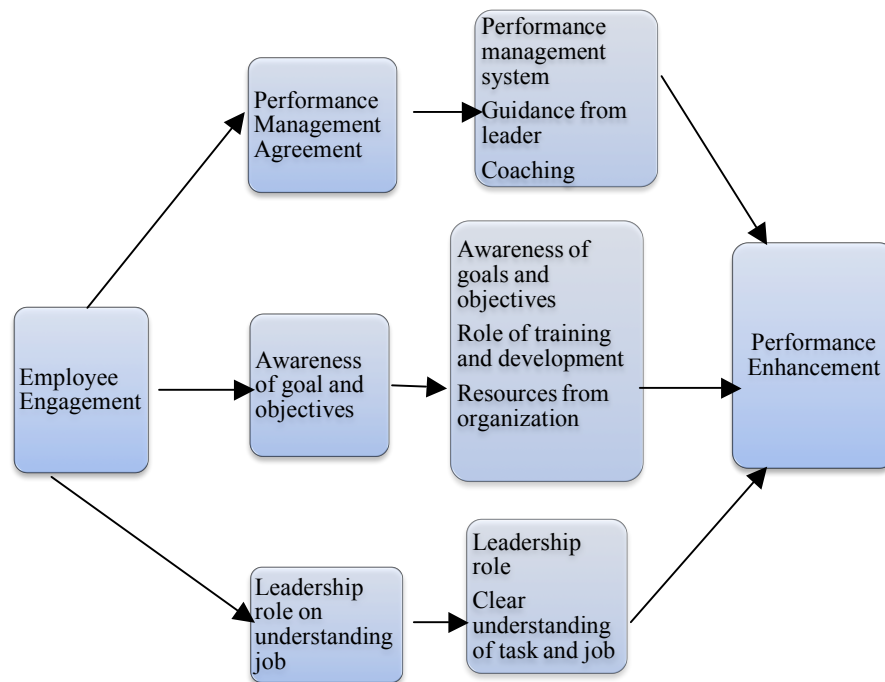 Employee
Engagement
Performance
Management
Agreement
Performance
management
system
Guidance from
leader
Coaching
Awareness
of goal and
objectives
Awareness of
goals and
objectives
Role of training
and development
Resources from
organization
Leadership
role on
understanding
job
Leadership
role
Clear
understanding
of task and job
Performance
Enhancement